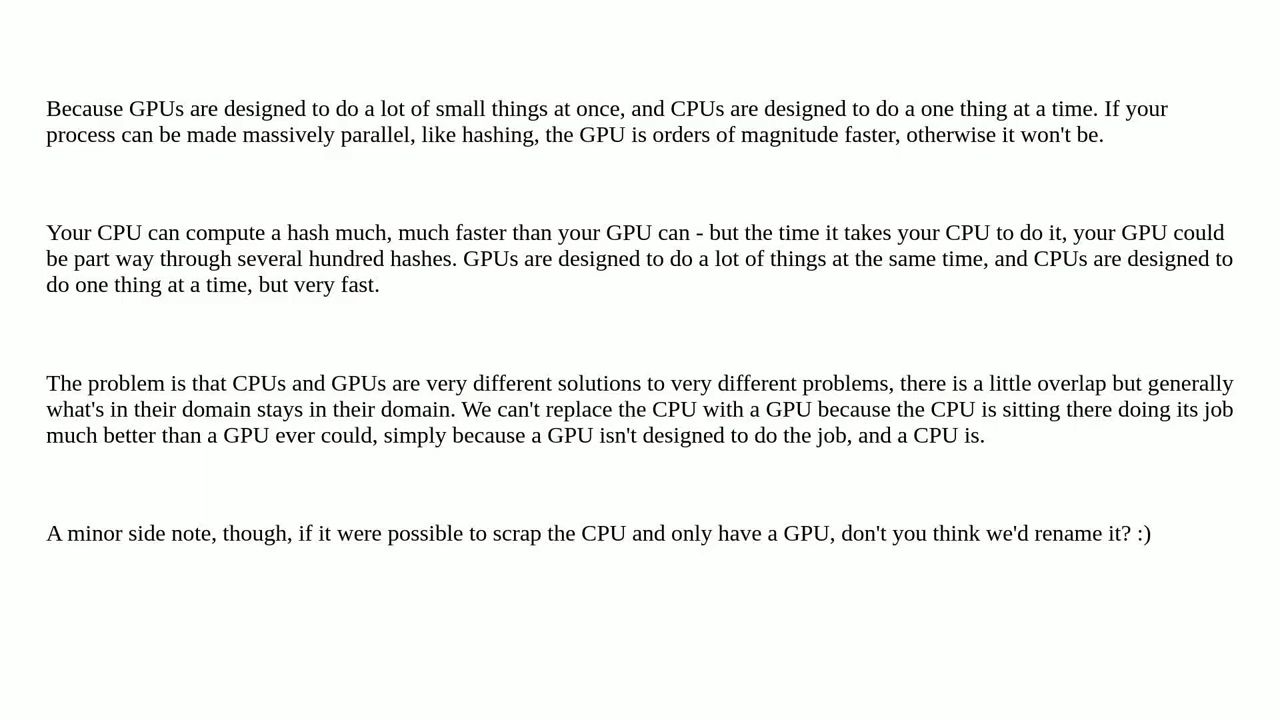 Because GPUs are designed to do a lot of small things at once, and CPUs are designed to do a one thing at a time. If your
process can be made massively parallel, like hashing, the GPU is orders of magnitude faster, otherwise it won't be.
Your CPU can compute a hash much, much faster than your GPU can - but the time it takes your CPU to do it, your GPU could
be part way through several hundred hashes. GPUs are designed to do a lot of things at the same time, and CPUs are designed to
do one thing at a time, but very fast.
The problem is that CPUs and GPUs are very different solutions to very different problems, there is a little overlap but generally
what's in their domain stays in their domain. We can't replace the CPU with a GPU because the CPU is sitting there doing its job
much better than a GPU ever could, simply because a GPU isn't designed to do the job, and a CPU is.
A minor side note, though, if it were possible to scrap the CPU and only have a GPU, don't you think we'd rename it? :)